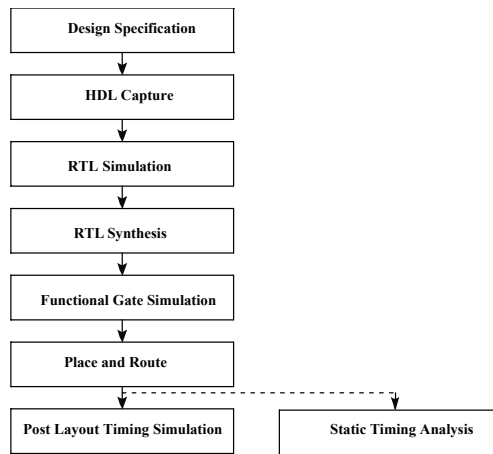 Design Specification
HDL Capture
RTL Simulation
RTL Synthesis
Functional Gate Simulation
Place and Route
Post Layout Timing Simulation
Static Timing Analysis